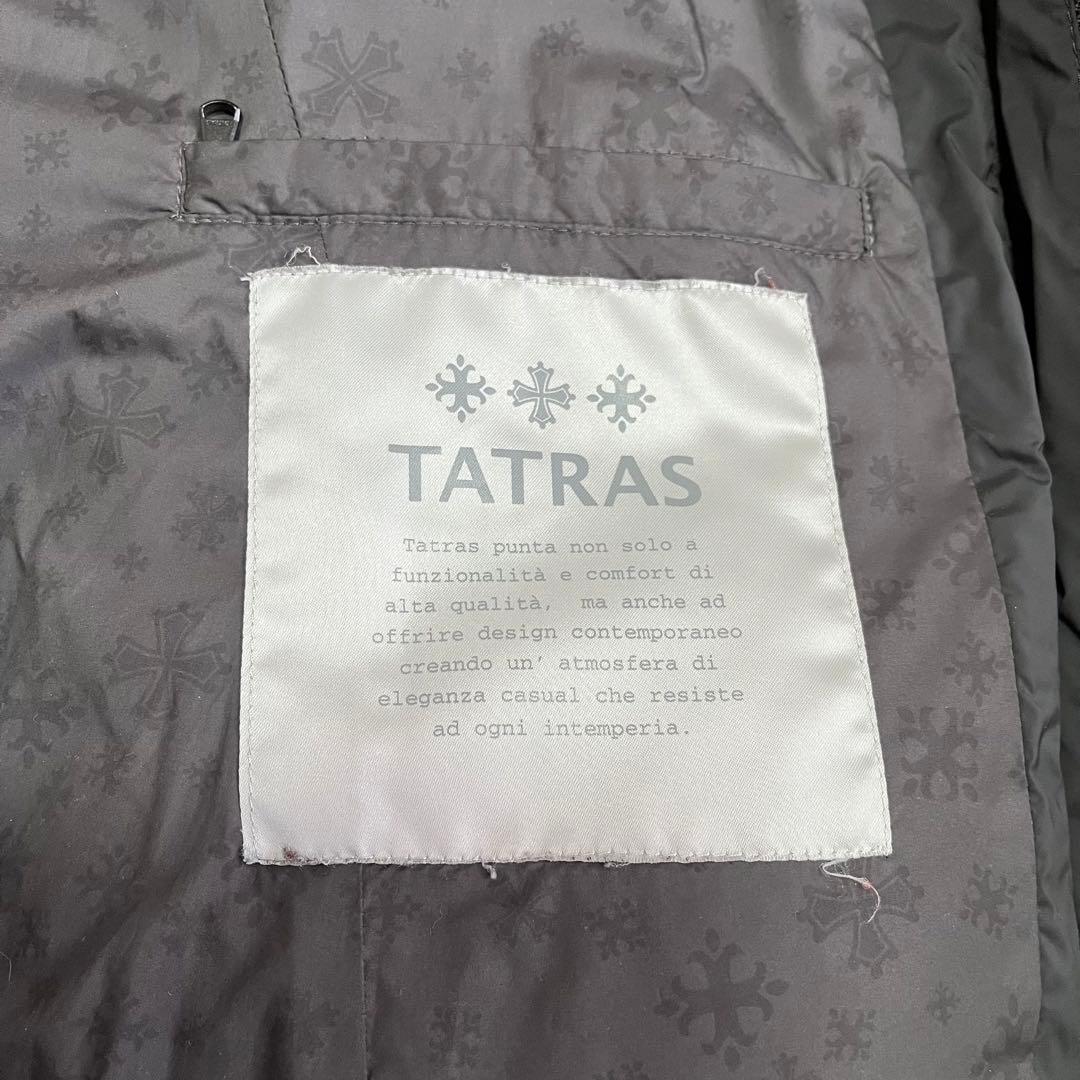 TATRAS
Tatras punta non solo a
funzionalità e comfort di
alta qualità, ma anche ad
offrire design contemporaneo
creando un' atmosfera di
eleganza casual che resiste
ad ogni intemperia.